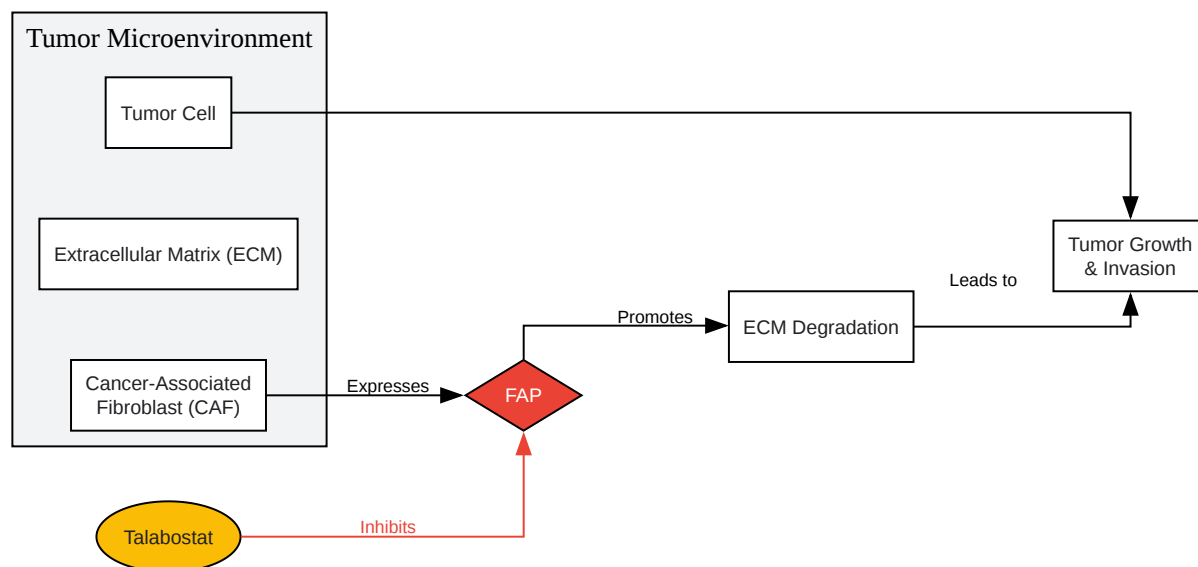 Tumor Microenvironment
Tumor Cell
Extracellular Matrix (ECM)
Cancer-Associated
Fibroblast (CAF)
Expresses
FAP
Promotes
ECM Degradation
Leads to
Tumor Growth
& Invasion
Talabostat
Inhibits